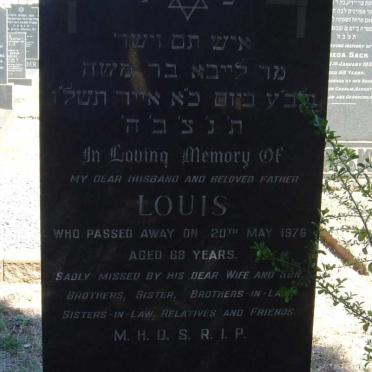 איש תם וישר
מר לייבא בר משה
נלב״ע ביום כ״א אייר תשל״ו
ת׳ נ׳ צ׳ ב׳ ה׳
In Loving Memory Of
MY DEAR HUSBAND AND BELOVED FATHER
LOUIS
WHO PASSED AWAY ON 20TH MAY 1976
AGED 68 YEARS.
SADLY MISSED BY HIS DEAR WIFE AND SON,
BROTHERS, SISTER, BROTHERS-IN-LAW,
SISTERS-IN-LAW, RELATIVES AND FRIENDS.
M.H.D.S.R.I.P.